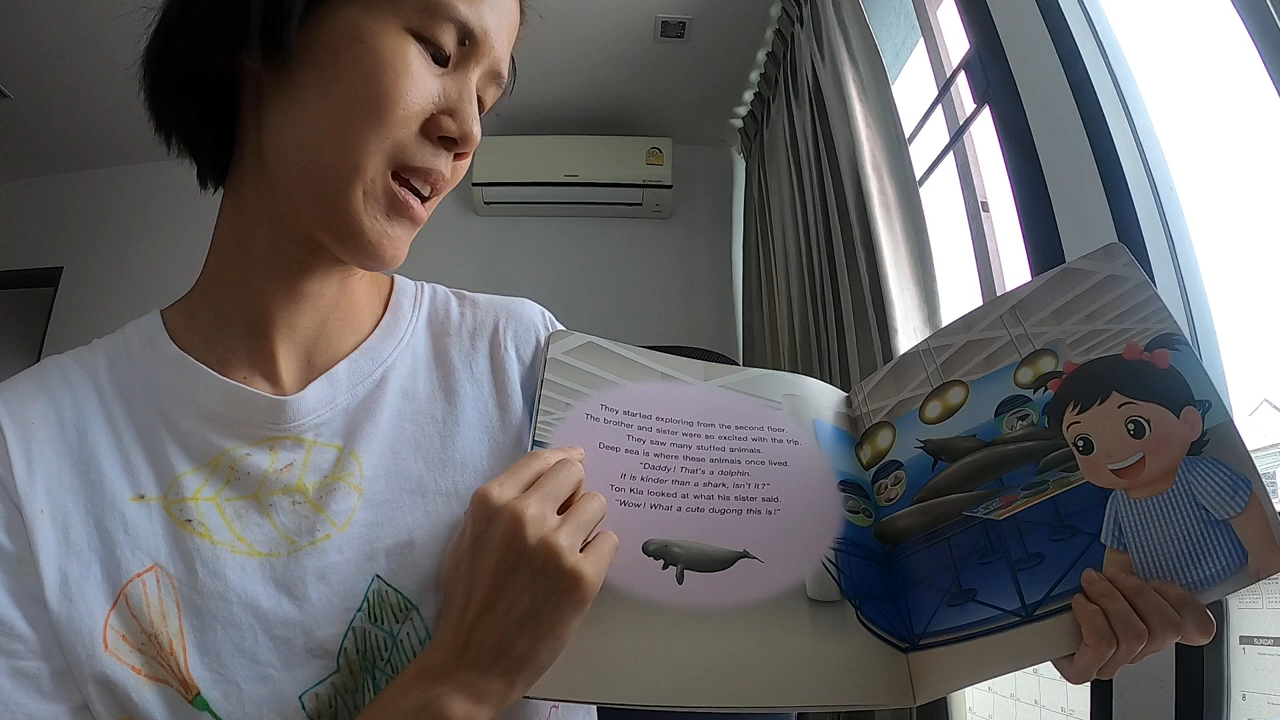 They started exploring from the second floor.
The brother and sister were so excited with the trip.
They saw many stuffed animals.
Deep sea is where these animals once lived.
"Daddy! That's a dolphin.
It is kinder than a shark, isn't it?"
Ton Kla looked at what his sister said.
"Wow! What a cute dugong this is!"
SUNDAY